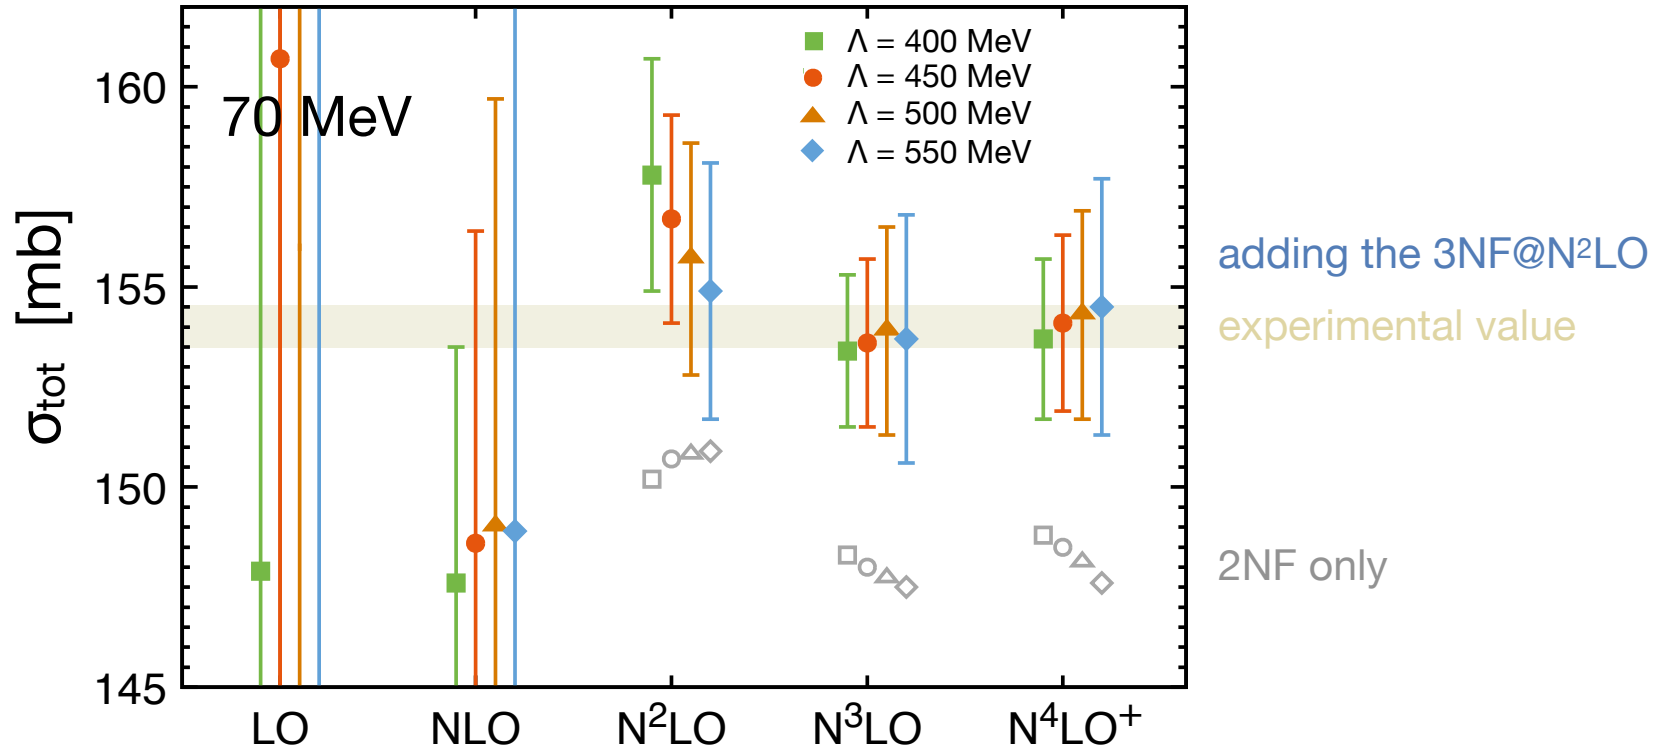 70 MeV
Λ = 400 MeV
Λ = 450 MeV
Λ = 500 MeV
Λ = 550 MeV
160
155
150
145
σtot [mb]
LO
NLO
N²LO
N³LO
N⁴LO⁺
adding the 3NF@N²LO
experimental value
2NF only